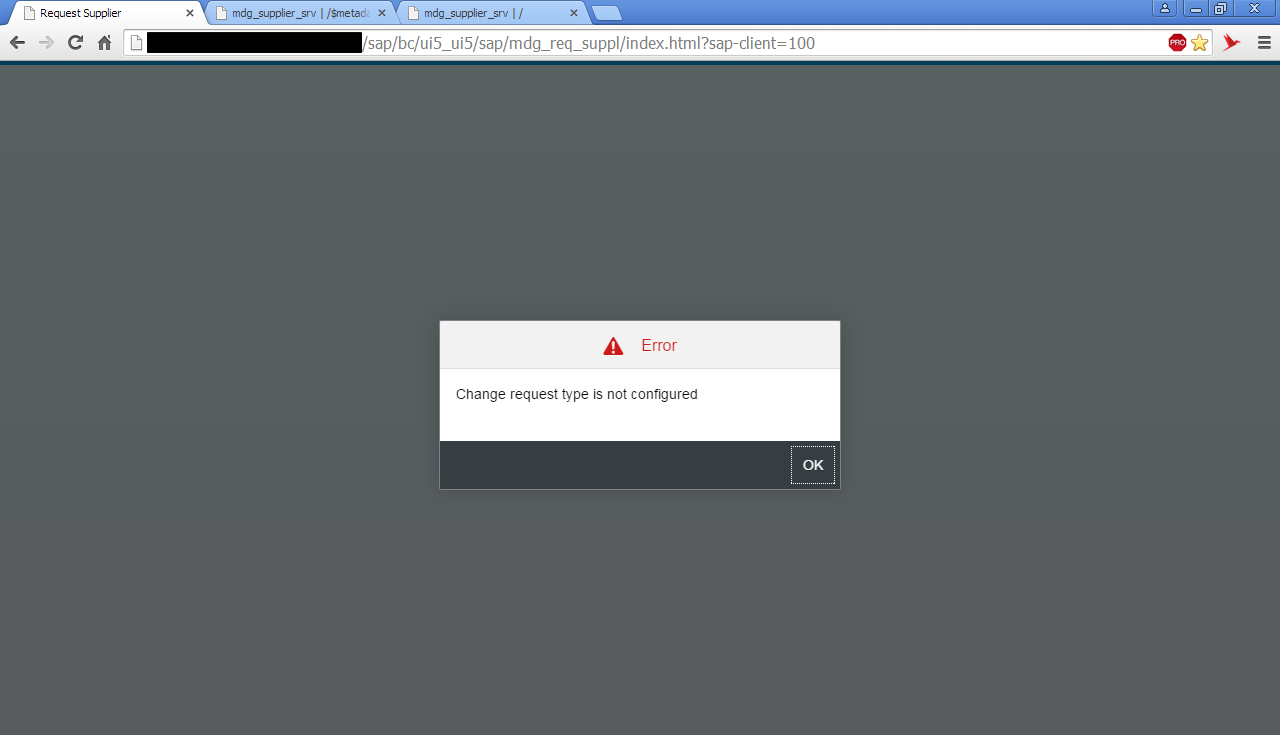 Request Supplier
mdg_supplier_srv | /$metada
mdg_supplier_srv | /
/sap/bc/ui5_ui5/sap/mdg_req_suppl/index.html?sap-client=100
PRO
Error
Change request type is not configured
OK